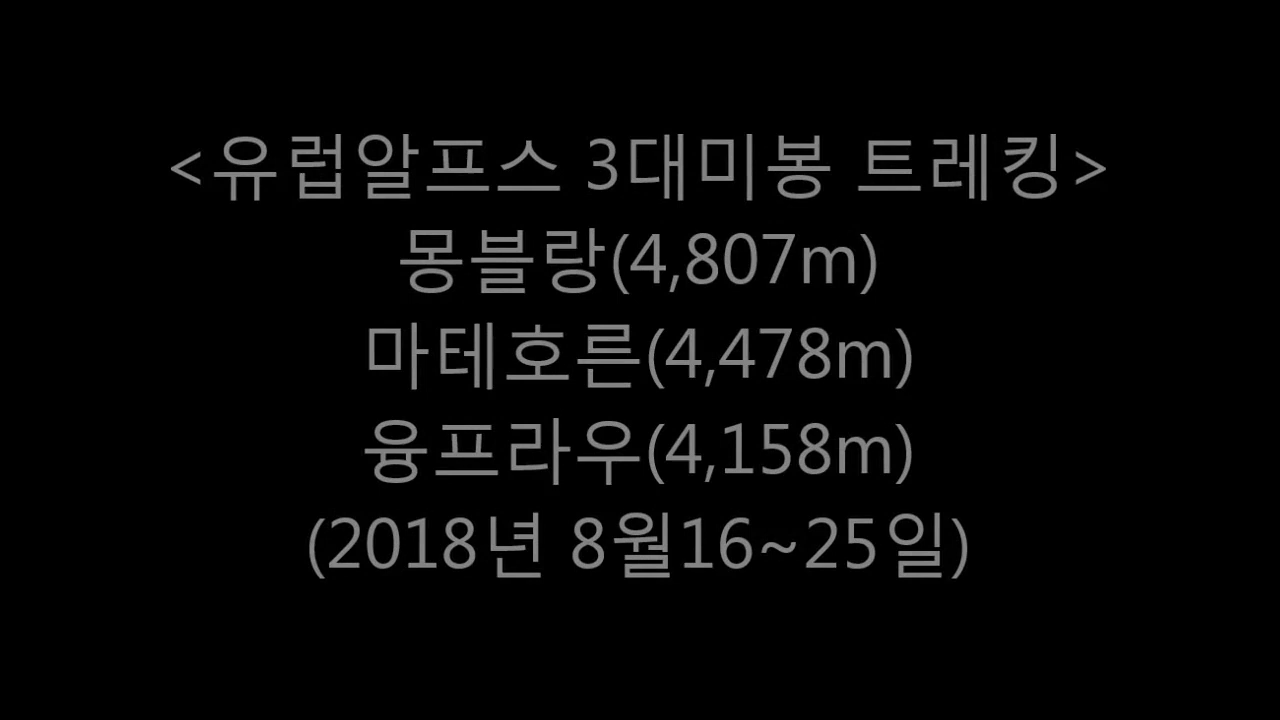 <유럽알프스 3대미봉 트레킹>
몽블랑(4,807m)
마테호른(4,478m)
융프라우(4,158m)
(2018년 8월16~25일)